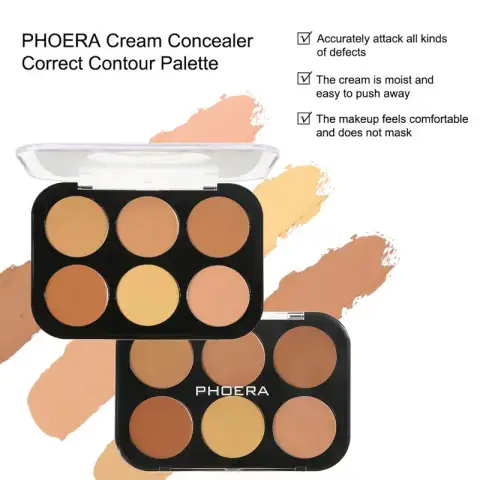 PHOERA Cream Concealer
Correct Contour Palette
Accurately attack all kinds
of defects
The cream is moist and
easy to push away
The makeup feels comfortable
and does not mask
PHOERA